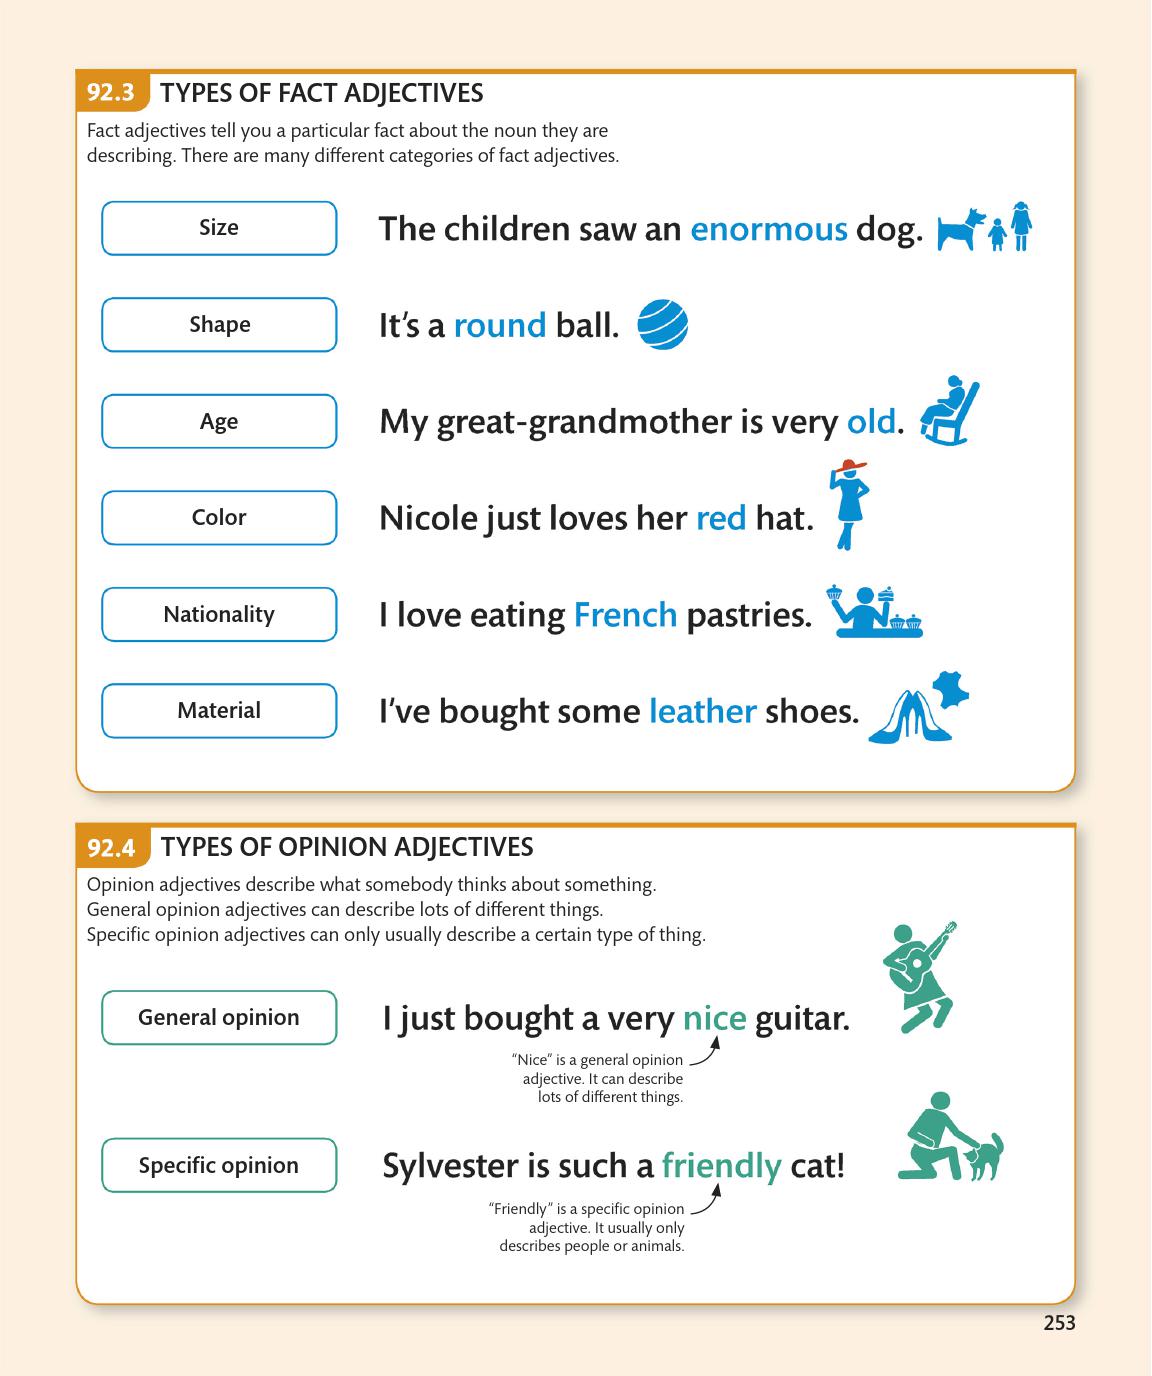 92.3 TYPES OF FACT ADJECTIVES
Fact adjectives tell you a particular fact about the noun they are
describing. There are many different categories of fact adjectives.
Size
The children saw an enormous dog.
Shape
It’s a round ball.
Age
My great-grandmother is very old.
Color
Nicole just loves her red hat.
Nationality
I love eating French pastries.
Material
I’ve bought some leather shoes.
92.4 TYPES OF OPINION ADJECTIVES
Opinion adjectives describe what somebody thinks about something.
General opinion adjectives can describe lots of different things.
Specific opinion adjectives can only usually describe a certain type of thing.
General opinion
I just bought a very nice guitar.
“Nice” is a general opinion
adjective. It can describe
lots of different things.
Specific opinion
Sylvester is such a friendly cat!
“Friendly” is a specific opinion
adjective. It usually only
describes people or animals.
253